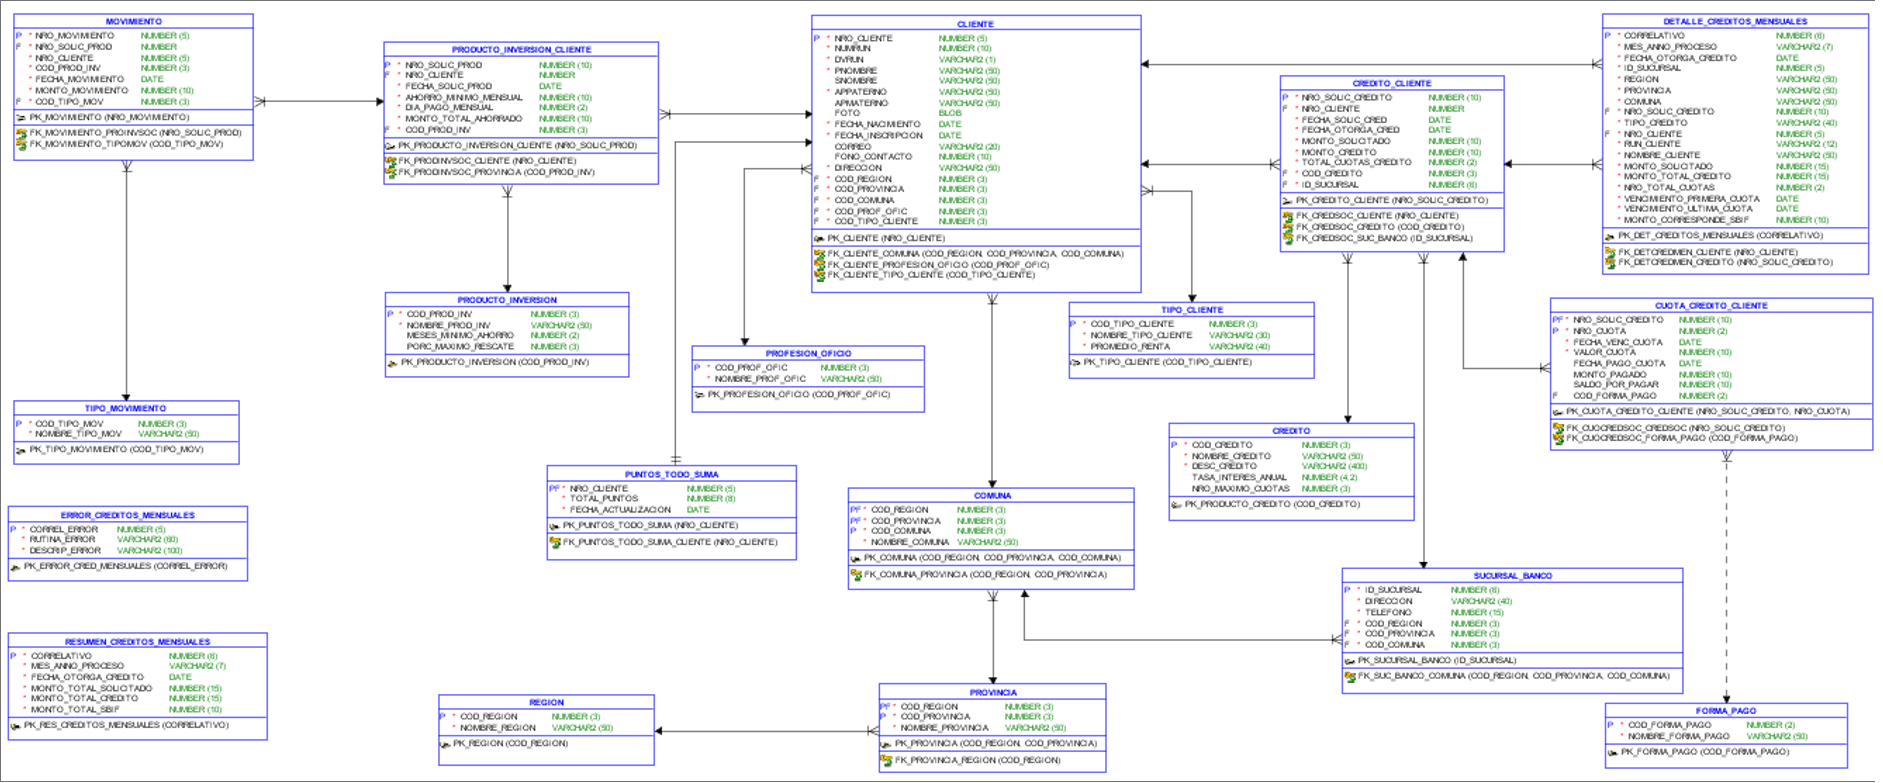 MOVIMIENTO
P * NRO_MOVIMIENTO NUMBER (5)
F * NRO_SOLIC_PROD NUMBER
* NRO_CLIENTE NUMBER (5)
* COD_PROD_INV NUMBER (3)
* FECHA_MOVIMIENTO DATE
* MONTO_MOVIMIENTO NUMBER (10)
F * COD_TIPO_MOV NUMBER (3)
PK_MOVIMIENTO (NRO_MOVIMIENTO)
FK_MOVIMIENTO_PROINVSOC (NRO_SOLIC_PROD)
FK_MOVIMIENTO_TIPOMOV (COD_TIPO_MOV)
PRODUCTO_INVERSION_CLIENTE
P * NRO_SOLIC_PROD NUMBER (10)
F * NRO_CLIENTE NUMBER
* FECHA_SOLIC_PROD DATE
* AHORRO_MINIMO_MENSUAL NUMBER (10)
* DIA_PAGO_MENSUAL NUMBER (2)
* MONTO_TOTAL_AHORRADO NUMBER (10)
F * COD_PROD_INV NUMBER (3)
PK_PRODUCTO_INVERSION_CLIENTE (NRO_SOLIC_PROD)
FK_PRODINVSOC_CLIENTE (NRO_CLIENTE)
FK_PRODINVSOC_PROVINCIA (COD_PROD_INV)
CLIENTE
P * NRO_CLIENTE NUMBER (5)
* NUMRUN NUMBER (10)
* DVRUN VARCHAR2 (1)
* PNOMBRE VARCHAR2 (50)
SNOMBRE VARCHAR2 (50)
* APPATERNO VARCHAR2 (50)
APMATERNO VARCHAR2 (50)
FOTO BLOB
* FECHA_NACIMIENTO DATE
* FECHA_INSCRIPCION DATE
CORREO VARCHAR2 (20)
FONO_CONTACTO NUMBER (10)
* DIRECCION VARCHAR2 (50)
F * COD_REGION NUMBER (3)
F * COD_PROVINCIA NUMBER (3)
F * COD_COMUNA NUMBER (3)
F * COD_PROF_OFIC NUMBER (3)
F * COD_TIPO_CLIENTE NUMBER (3)
PK_CLIENTE (NRO_CLIENTE)
FK_CLIENTE_COMUNA (COD_REGION, COD_PROVINCIA, COD_COMUNA)
FK_CLIENTE_PROFESION_OFICIO (COD_PROF_OFIC)
FK_CLIENTE_TIPO_CLIENTE (COD_TIPO_CLIENTE)
CREDITO_CLIENTE
P * NRO_SOLIC_CREDITO NUMBER (10)
F * NRO_CLIENTE NUMBER
* FECHA_SOLIC_CRED DATE
* FECHA_OTORGA_CRED DATE
* MONTO_SOLICITADO NUMBER (10)
* MONTO_CREDITO NUMBER (10)
* TOTAL_CUOTAS_CREDITO NUMBER (2)
F * COD_CREDITO NUMBER (3)
F * ID_SUCURSAL NUMBER (6)
PK_CREDITO_CLIENTE (NRO_SOLIC_CREDITO)
FK_CREDSOC_CLIENTE (NRO_CLIENTE)
FK_CREDSOC_CREDITO (COD_CREDITO)
FK_CREDSOC_SUC_BANCO (ID_SUCURSAL)
DETALLE_CREDITOS_MENSUALES
P * CORRELATIVO NUMBER (6)
* MES_ANNO_PROCESO VARCHAR2 (7)
* FECHA_OTORGA_CREDITO DATE
* ID_SUCURSAL NUMBER (5)
* REGION VARCHAR2 (50)
* PROVINCIA VARCHAR2 (50)
* COMUNA VARCHAR2 (50)
F * NRO_SOLIC_CREDITO NUMBER (10)
* TIPO_CREDITO VARCHAR2 (40)
F * NRO_CLIENTE NUMBER (5)
* RUN_CLIENTE VARCHAR2 (12)
* NOMBRE_CLIENTE VARCHAR2 (50)
* MONTO_SOLICITADO NUMBER (15)
* MONTO_TOTAL_CREDITO NUMBER (15)
* NRO_TOTAL_CUOTAS NUMBER (2)
* VENCIMIENTO_PRIMERA_CUOTA DATE
* VENCIMIENTO_ULTIMA_CUOTA DATE
* MONTO_CORRESPONDE_SBIF NUMBER (10)
PK_DET_CREDITOS_MENSUALES (CORRELATIVO)
FK_DETCREDMEN_CLIENTE (NRO_CLIENTE)
FK_DETCREDMEN_CREDITO (NRO_SOLIC_CREDITO)
PRODUCTO_INVERSION
P * COD_PROD_INV NUMBER (3)
* NOMBRE_PROD_INV VARCHAR2 (50)
MESES_MINIMO_AHORRO NUMBER (2)
PORC_MAXIMO_RESCATE NUMBER (3)
PK_PRODUCTO_INVERSION (COD_PROD_INV)
PROFESION_OFICIO
P * COD_PROF_OFIC NUMBER (3)
* NOMBRE_PROF_OFIC VARCHAR2 (50)
PK_PROFESION_OFICIO (COD_PROF_OFIC)
TIPO_CLIENTE
P * COD_TIPO_CLIENTE NUMBER (3)
* NOMBRE_TIPO_CLIENTE VARCHAR2 (30)
* PROMEDIO_RENTA VARCHAR2 (40)
PK_TIPO_CLIENTE (COD_TIPO_CLIENTE)
CUOTA_CREDITO_CLIENTE
PF * NRO_SOLIC_CREDITO NUMBER (10)
P * NRO_CUOTA NUMBER (2)
* FECHA_VENC_CUOTA DATE
* VALOR_CUOTA NUMBER (10)
FECHA_PAGO_CUOTA DATE
MONTO_PAGADO NUMBER (10)
SALDO_POR_PAGAR NUMBER (10)
F COD_FORMA_PAGO NUMBER (2)
PK_CUOTA_CREDITO_CLIENTE (NRO_SOLIC_CREDITO, NRO_CUOTA)
FK_CUOCREDSOC_CREDSOC (NRO_SOLIC_CREDITO)
FK_CUOCREDSOC_FORMA_PAGO (COD_FORMA_PAGO)
TIPO_MOVIMIENTO
P * COD_TIPO_MOV NUMBER (3)
* NOMBRE_TIPO_MOV VARCHAR2 (50)
PK_TIPO_MOVIMIENTO (COD_TIPO_MOV)
CREDITO
P * COD_CREDITO NUMBER (3)
* NOMBRE_CREDITO VARCHAR2 (50)
* DESC_CREDITO VARCHAR2 (400)
TASA_INTERES_ANUAL NUMBER (4,2)
NRO_MAXIMO_CUOTAS NUMBER (3)
PK_PRODUCTO_CREDITO (COD_CREDITO)
PUNTOS_TODO_SUMA
PF * NRO_CLIENTE NUMBER (5)
* TOTAL_PUNTOS NUMBER (8)
* FECHA_ACTUALIZACION DATE
PK_PUNTOS_TODO_SUMA (NRO_CLIENTE)
FK_PUNTOS_TODO_SUMA_CLIENTE (NRO_CLIENTE)
COMUNA
PF * COD_REGION NUMBER (3)
PF * COD_PROVINCIA NUMBER (3)
P * COD_COMUNA NUMBER (3)
* NOMBRE_COMUNA VARCHAR2 (50)
PK_COMUNA (COD_REGION, COD_PROVINCIA, COD_COMUNA)
FK_COMUNA_PROVINCIA (COD_REGION, COD_PROVINCIA)
ERROR_CREDITOS_MENSUALES
P * CORREL_ERROR NUMBER (5)
* RUTINA_ERROR VARCHAR2 (60)
* DESCRIP_ERROR VARCHAR2 (100)
PK_ERROR_CRED_MENSUALES (CORREL_ERROR)
SUCURSAL_BANCO
P * ID_SUCURSAL NUMBER (6)
* DIRECCION VARCHAR2 (40)
* TELEFONO NUMBER (15)
F * COD_REGION NUMBER (3)
F * COD_PROVINCIA NUMBER (3)
F * COD_COMUNA NUMBER (3)
PK_SUCURSAL_BANCO (ID_SUCURSAL)
FK_SUC_BANCO_COMUNA (COD_REGION, COD_PROVINCIA, COD_COMUNA)
RESUMEN_CREDITOS_MENSUALES
P * CORRELATIVO NUMBER (6)
* MES_ANNO_PROCESO VARCHAR2 (7)
* FECHA_OTORGA_CREDITO DATE
* MONTO_TOTAL_SOLICITADO NUMBER (15)
* MONTO_TOTAL_CREDITO NUMBER (15)
* MONTO_TOTAL_SBIF NUMBER (10)
PK_RES_CREDITOS_MENSUALES (CORRELATIVO)
REGION
P * COD_REGION NUMBER (3)
* NOMBRE_REGION VARCHAR2 (50)
PK_REGION (COD_REGION)
PROVINCIA
PF * COD_REGION NUMBER (3)
P * COD_PROVINCIA NUMBER (3)
* NOMBRE_PROVINCIA VARCHAR2 (50)
PK_PROVINCIA (COD_REGION, COD_PROVINCIA)
FK_PROVINCIA_REGION (COD_REGION)
FORMA_PAGO
P * COD_FORMA_PAGO NUMBER (2)
* NOMBRE_FORMA_PAGO VARCHAR2 (50)
PK_FORMA_PAGO (COD_FORMA_PAGO)